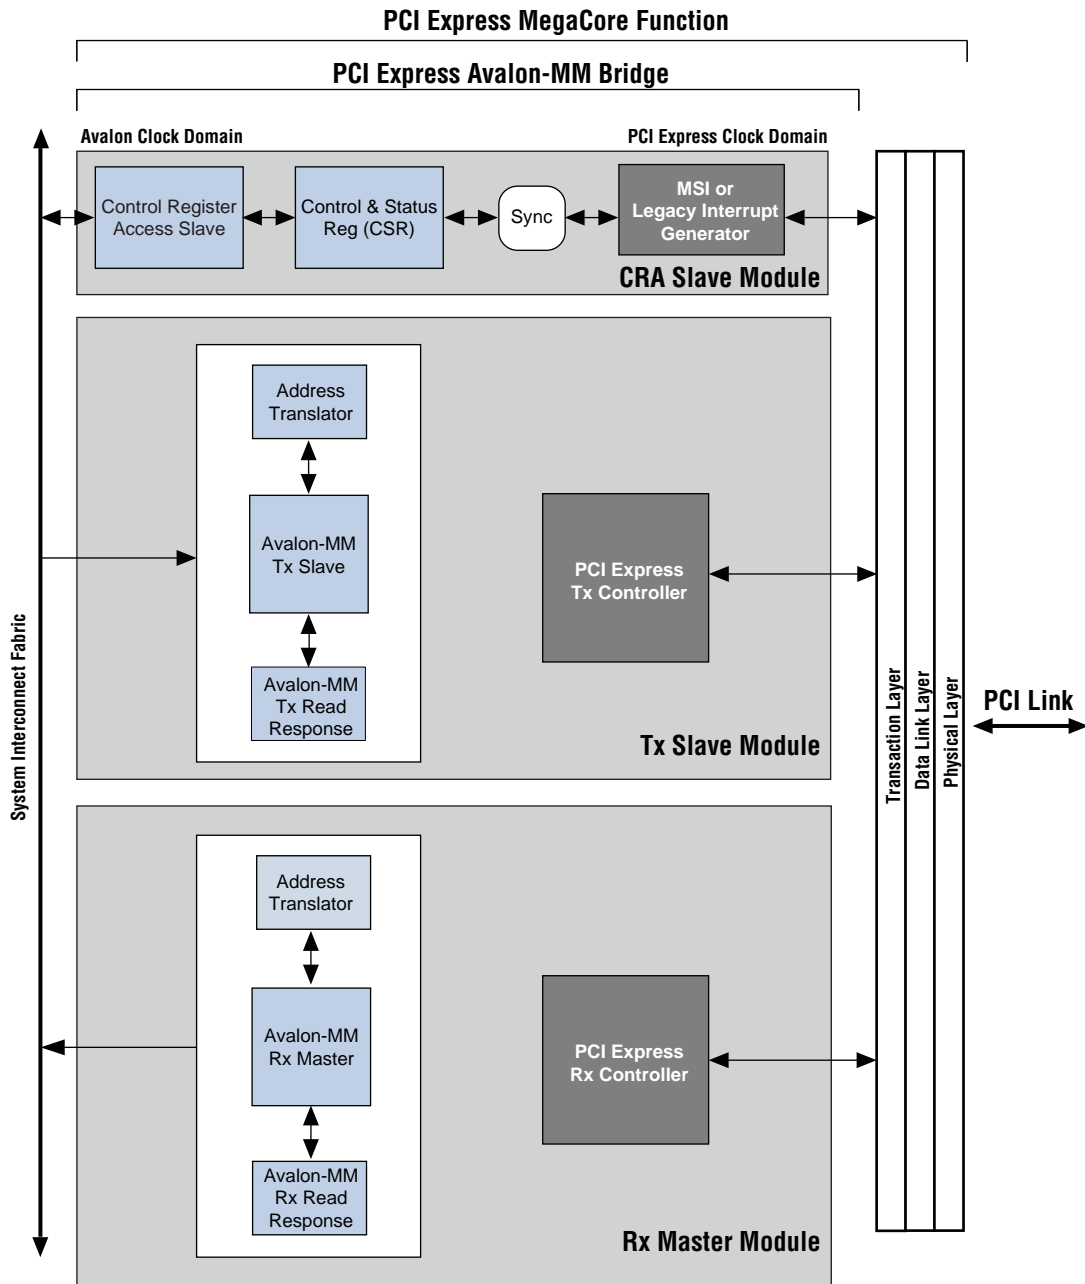 PCI Express MegaCore Function
PCI Express Avalon-MM Bridge
Avalon Clock Domain
PCI Express Clock Domain
Control Register
Access Slave
Control & Status
Reg (CSR)
Sync
MSI or
Legacy Interrupt
Generator
CRA Slave Module
Address
Translator
Avalon-MM
Tx Slave
Avalon-MM
Tx Read
Response
PCI Express
Tx Controller
Tx Slave Module
System Interconnect Fabric
Transaction Layer
Data Link Layer
Physical Layer
PCI Link
Address
Translator
Avalon-MM
Rx Master
Avalon-MM
Rx Read
Response
PCI Express
Rx Controller
Rx Master Module